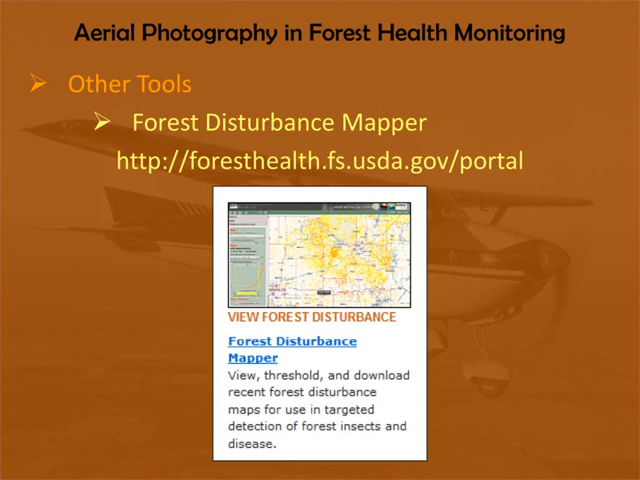 Aerial Photography in Forest Health Monitoring
Other Tools
Forest Disturbance Mapper
http://foresthealth.fs.usda.gov/portal
VIEW FOREST DISTURBANCE
Forest Disturbance
Mapper
View, threshold, and download
recent forest disturbance
maps for use in targeted
detection of forest insects and
disease.